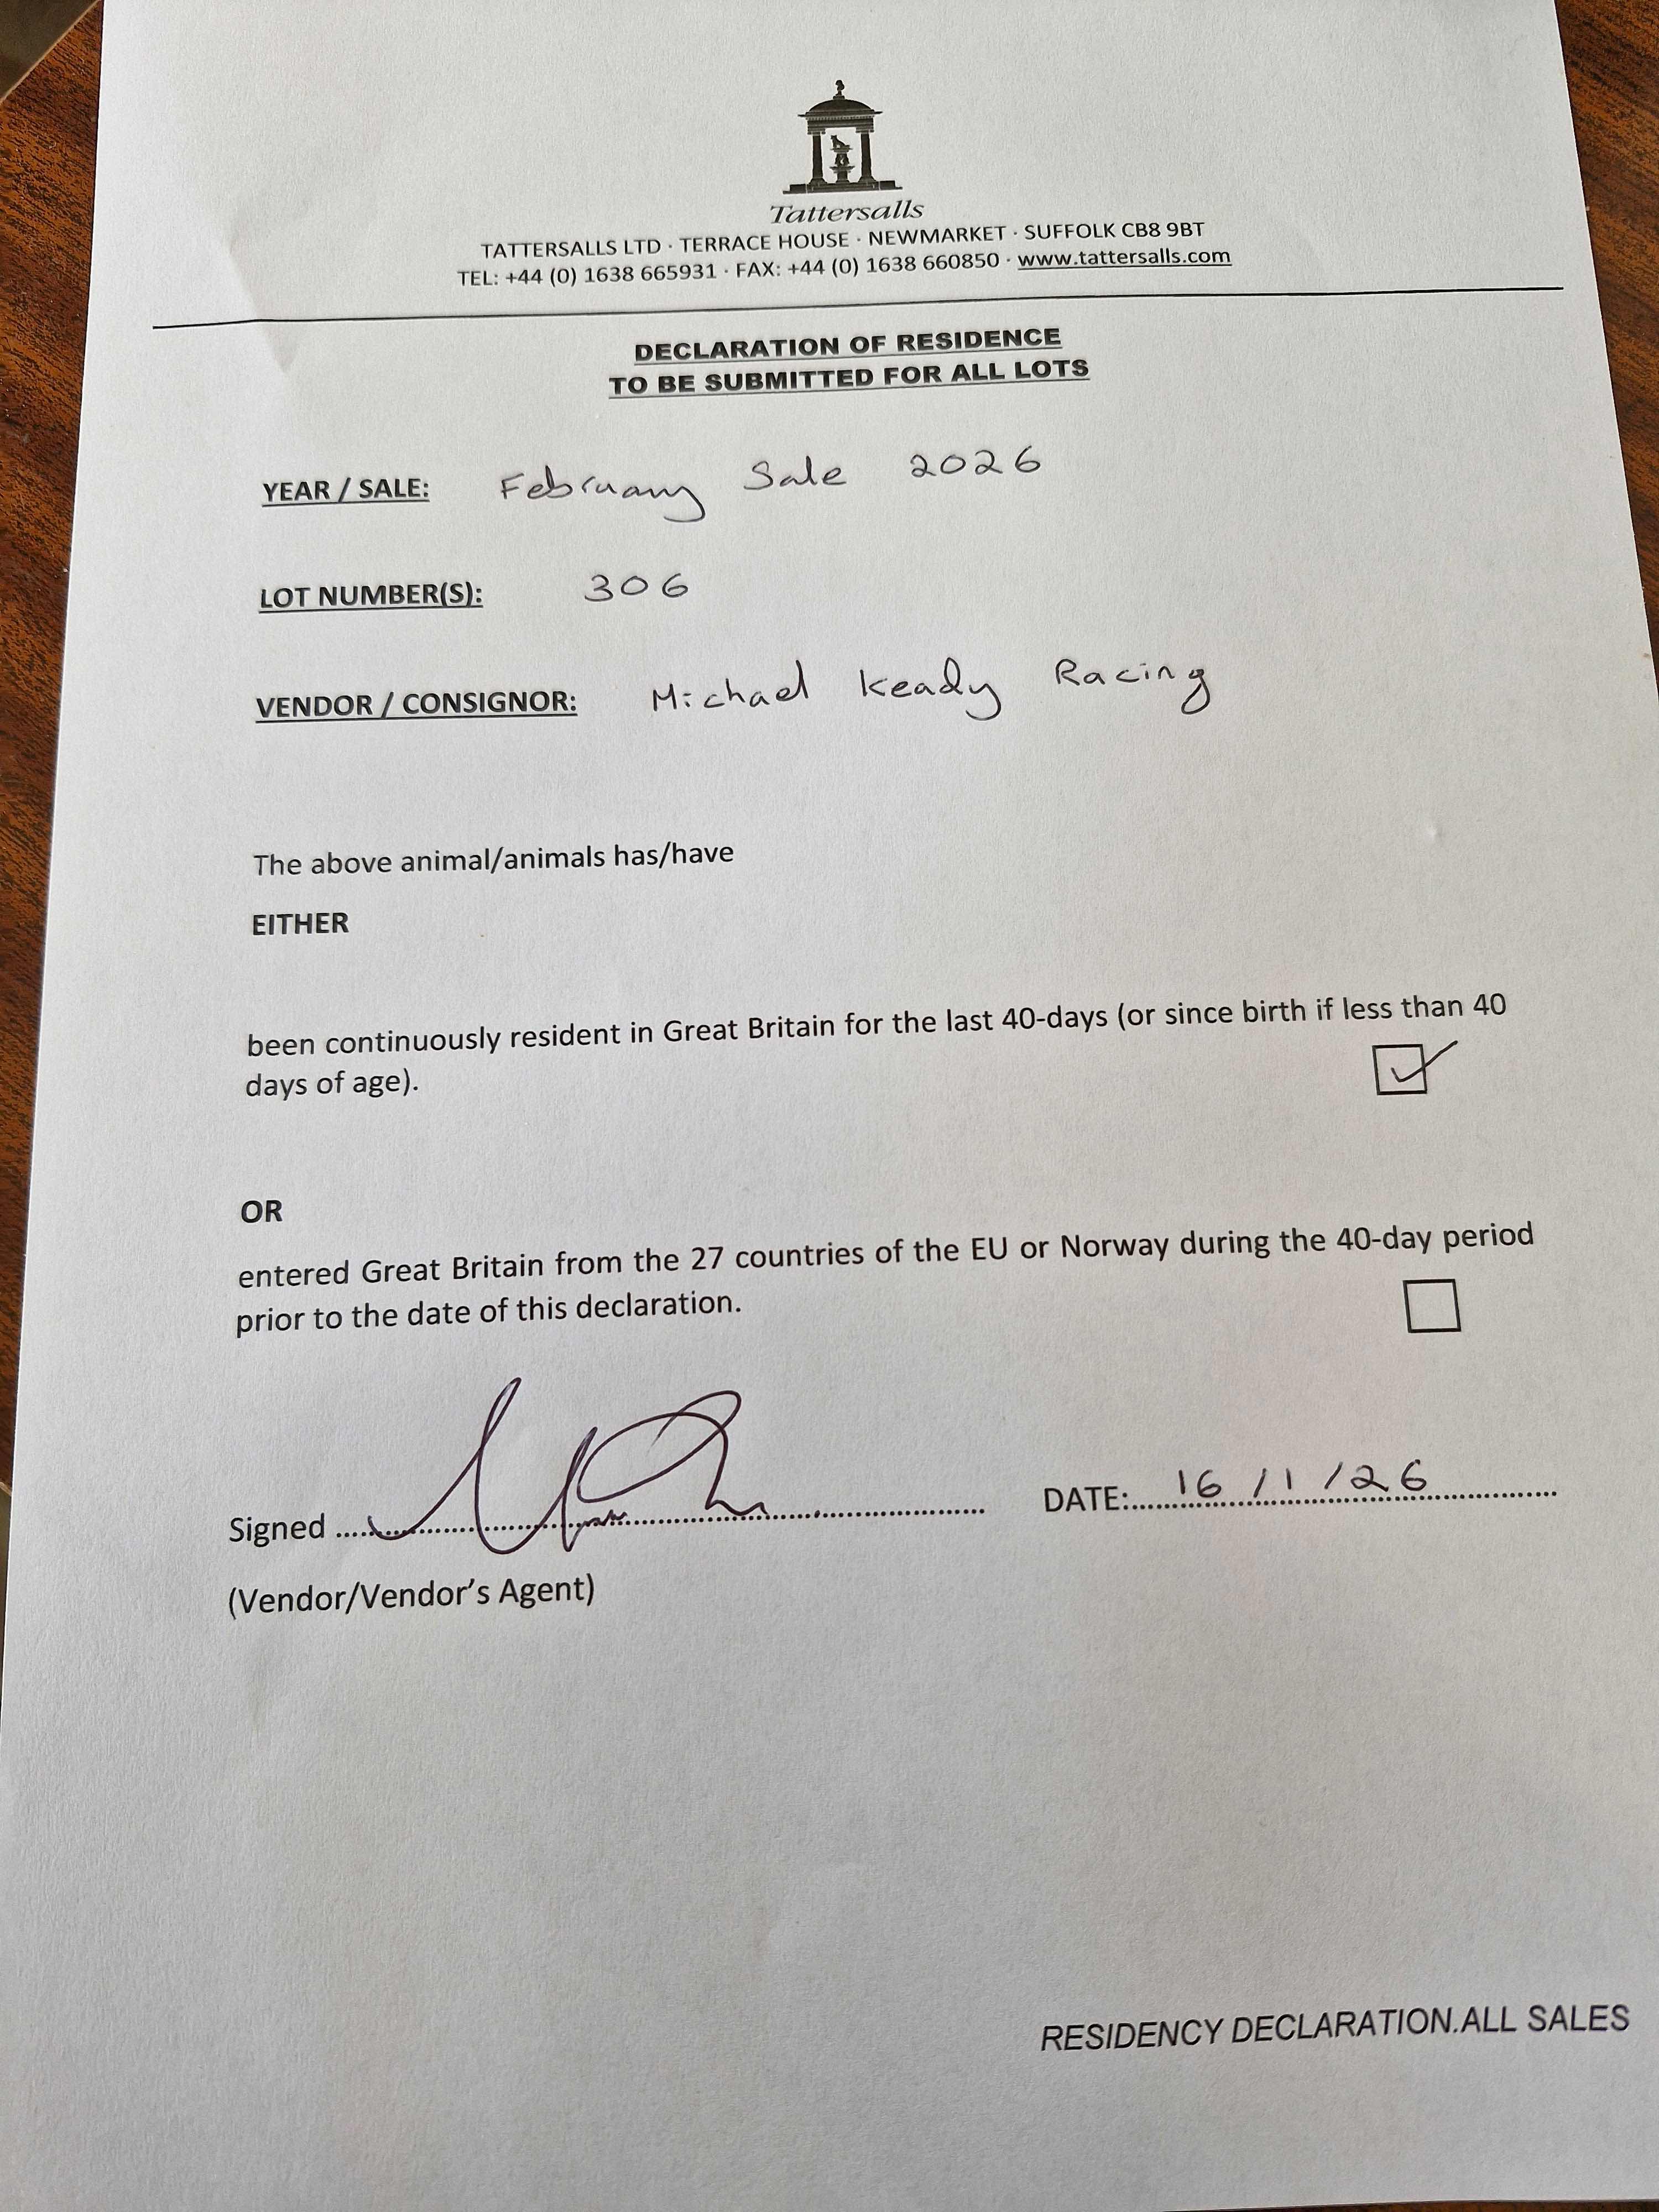 Tattersalls
TATTERSALLS LTD · TERRACE HOUSE · NEWMARKET · SUFFOLK CB8 9BT
TEL: +44 (0) 1638 665931 · FAX: +44 (0) 1638 660850 · www.tattersalls.com
DECLARATION OF RESIDENCE
TO BE SUBMITTED FOR ALL LOTS
YEAR / SALE: February Sale 2026
LOT NUMBER(S): 306
VENDOR / CONSIGNOR: Michael Keady Racing
The above animal/animals has/have
EITHER
been continuously resident in Great Britain for the last 40-days (or since birth if less than 40
days of age).
OR
entered Great Britain from the 27 countries of the EU or Norway during the 40-day period
prior to the date of this declaration.
Signed DATE: 16/1/26
(Vendor/Vendor's Agent)
RESIDENCY DECLARATION.ALL SALES